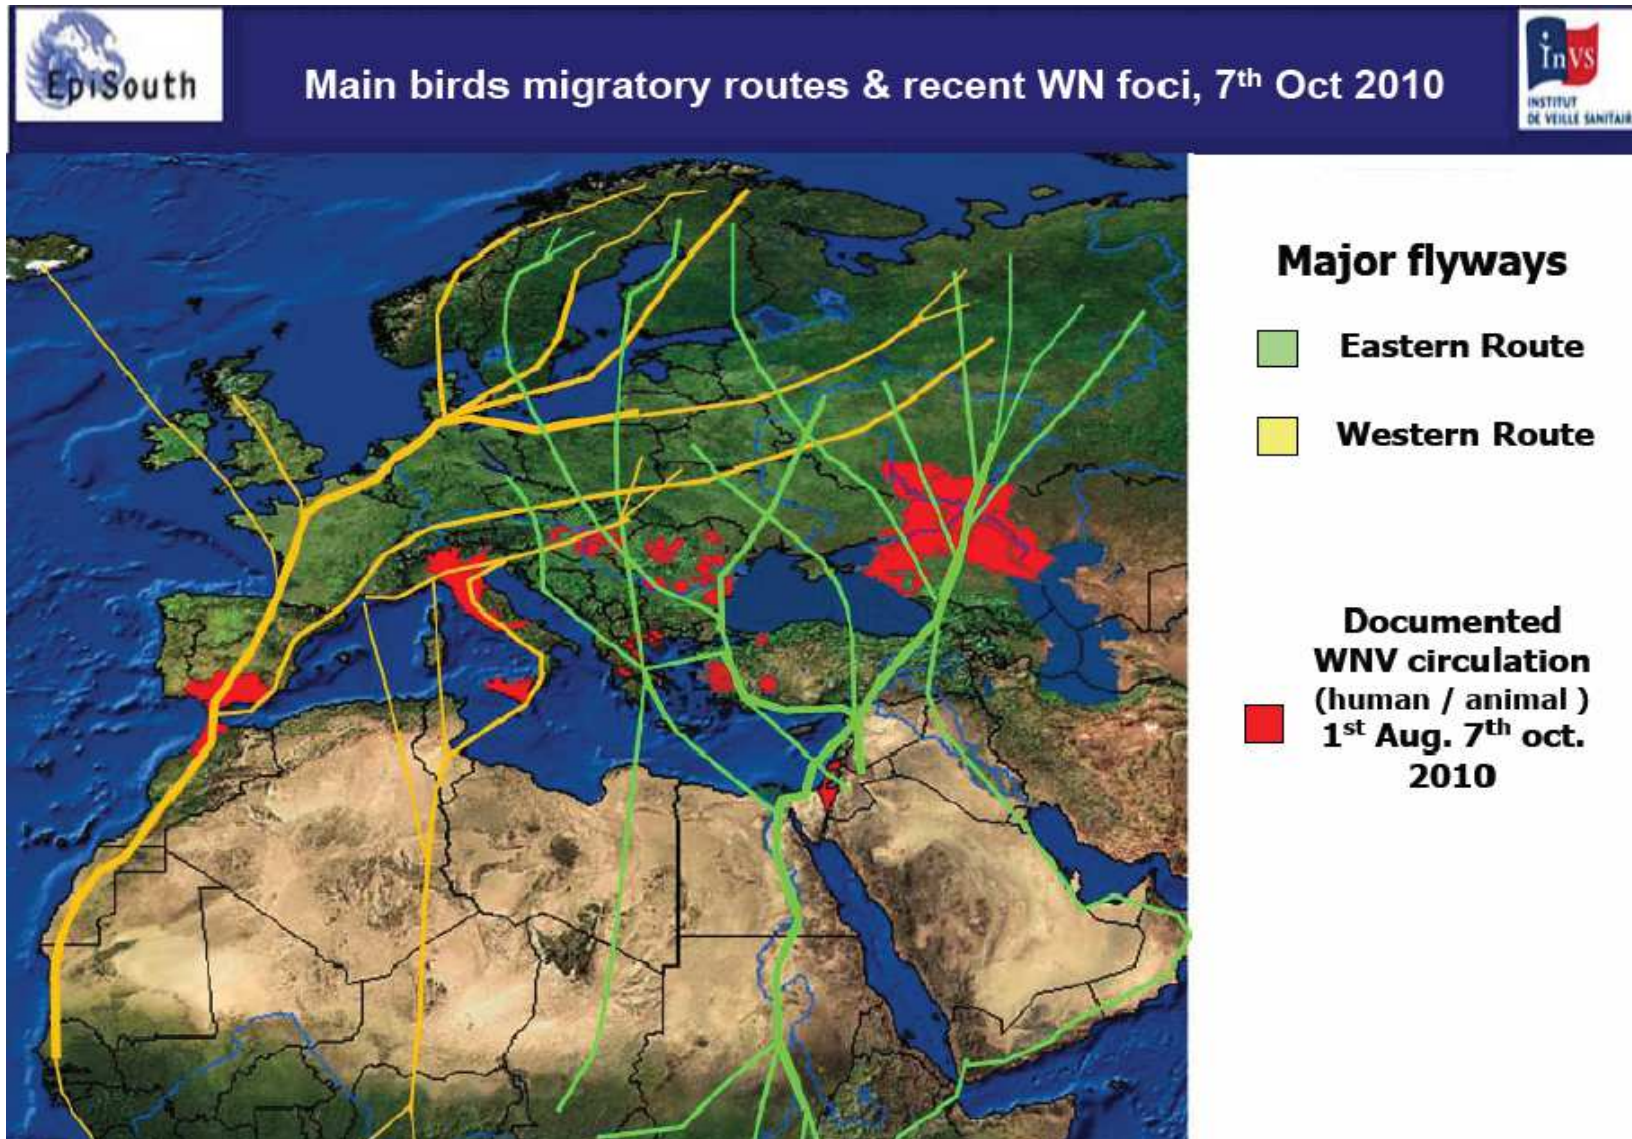 EpiSouth
Main birds migratory routes & recent WN foci, 7th Oct 2010
InVS
INSTITUT
DE VEILLE SANITAIR
Major flyways
Eastern Route
Western Route
Documented
WNV circulation
(human / animal )
1st Aug. 7th oct.
2010